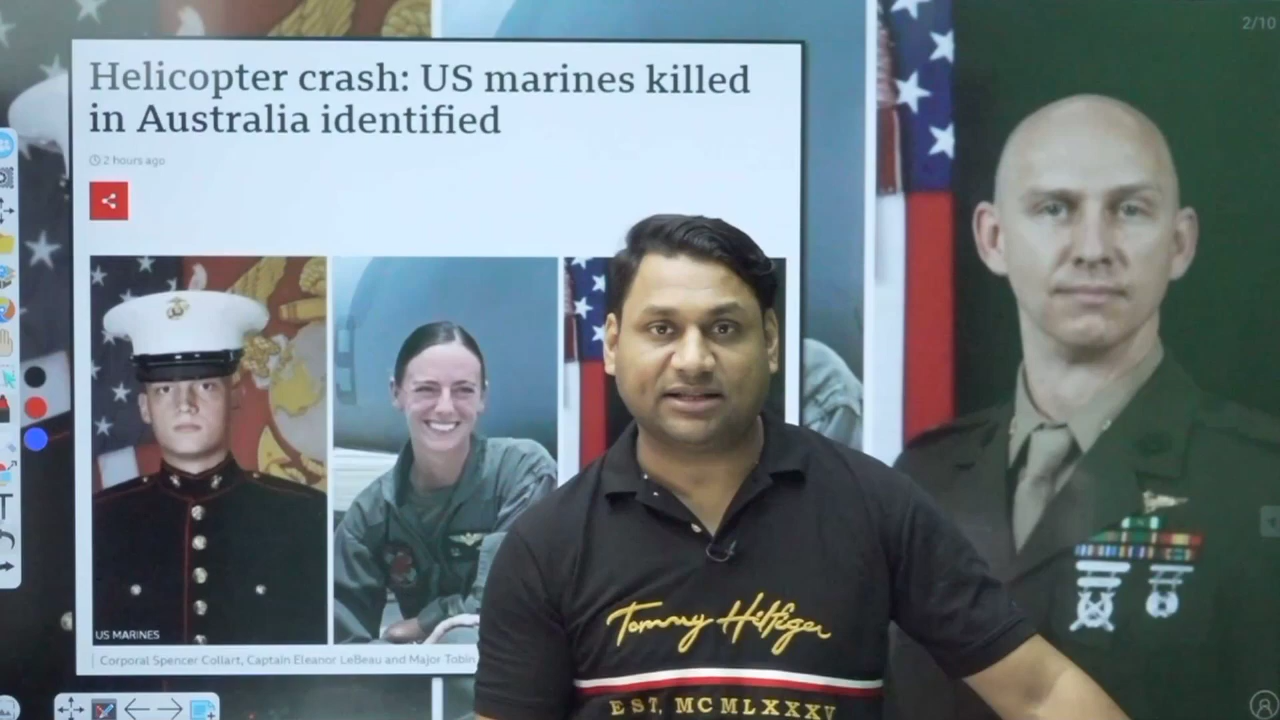 2/10
Helicopter crash: US marines killed
in Australia identified
2 hours ago
US MARINES
Corporal Spencer Collart, Captain Eleanor LeBeau and Major Tobin
Tommy Hilfiger
EST, MCMLXXXV